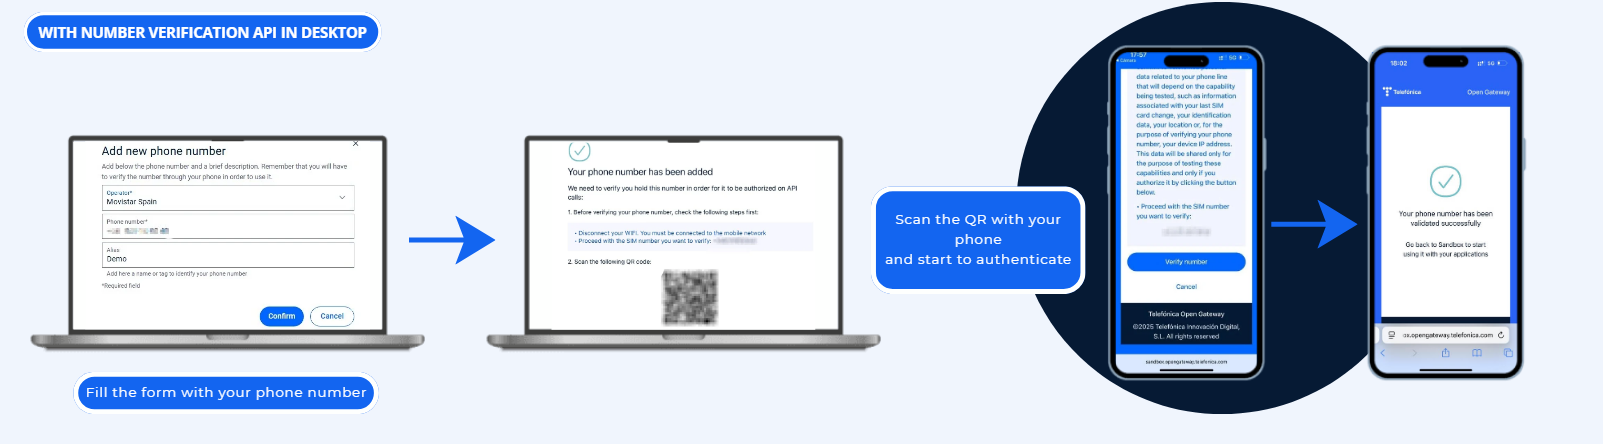 WITH NUMBER VERIFICATION API IN DESKTOP
Add new phone number
Add below the phone number and a brief description. Remember that you will have
to verify the number through your phone in order to use it.
Operator*
Movistar Spain
Phone number*
Alias
Demo
Add here a name or tag to identify your phone number
*Required field
Confirm
Cancel
Fill the form with your phone number
Your phone number has been added
We need to verify you hold this number in order for it to be authorized on API
calls:
1. Before verifying your phone number, check the following steps first:
• Disconnect your WIFI. You must be connected to the mobile network
• Proceed with the SIM number you want to verify:
2. Scan the following QR code:
Scan the QR with your
phone
and start to authenticate
17:57
5G
Cámara
data related to your phone line
that will depend on the capability
being tested, such as information
associated with your last SIM
card change, your identification
data, your location or, for the
purpose of verifying your phone
number, your device IP address.
This data will be shared only for
the purpose of testing these
capabilities and only if you
authorize it by clicking the button
below.
• Proceed with the SIM number
you want to verify:
Verify number
Cancel
Telefónica Open Gateway
©2025 Telefónica Innovación Digital,
S.L. All rights reserved
sandbox.opengateway.telefonica.com
18:02
5G
Telefónica
Open Gateway
Your phone number has been
validated successfully
Go back to Sandbox to start
using it with your applications
ox.opengateway.telefonica.com